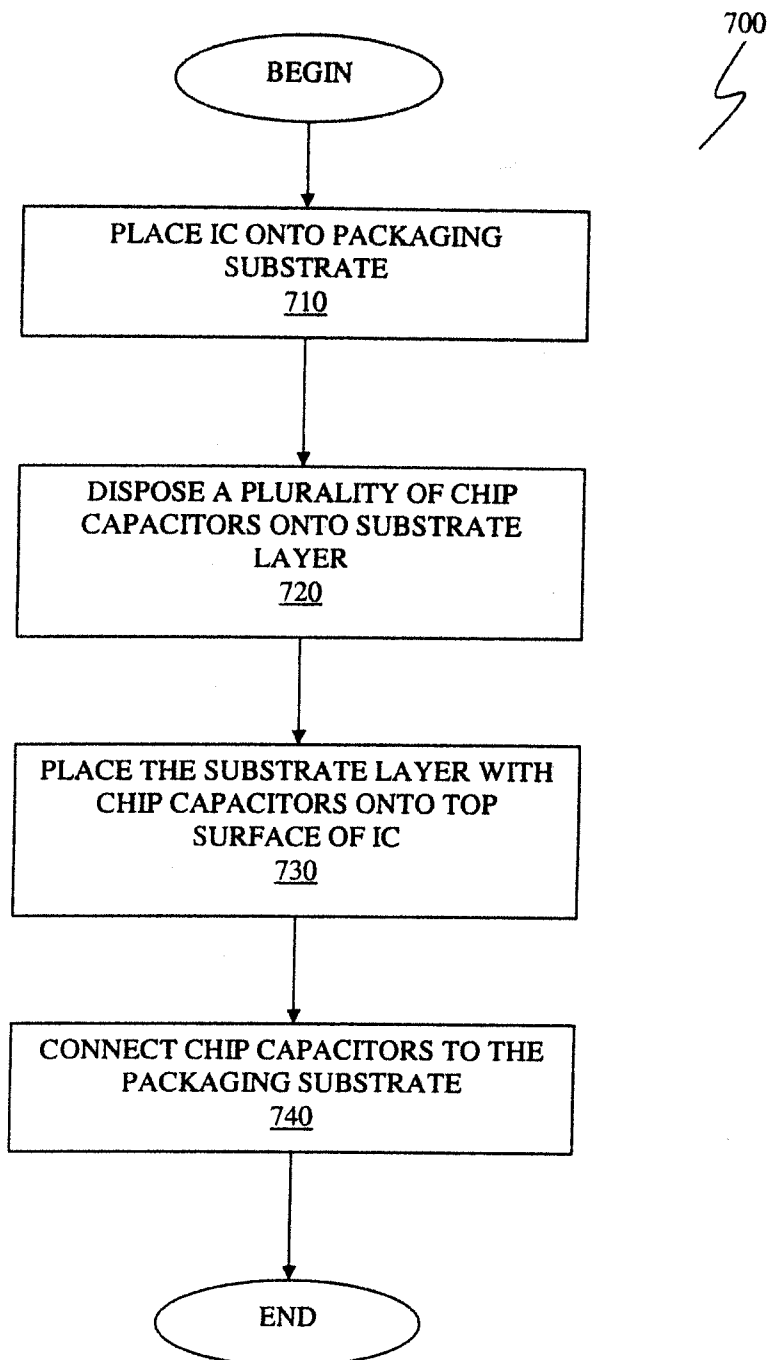 700
BEGIN
PLACE IC ONTO PACKAGING
SUBSTRATE
710
DISPOSE A PLURALITY OF CHIP
CAPACITORS ONTO SUBSTRATE
LAYER
720
PLACE THE SUBSTRATE LAYER WITH
CHIP CAPACITORS ONTO TOP
SURFACE OF IC
730
CONNECT CHIP CAPACITORS TO THE
PACKAGING SUBSTRATE
740
END